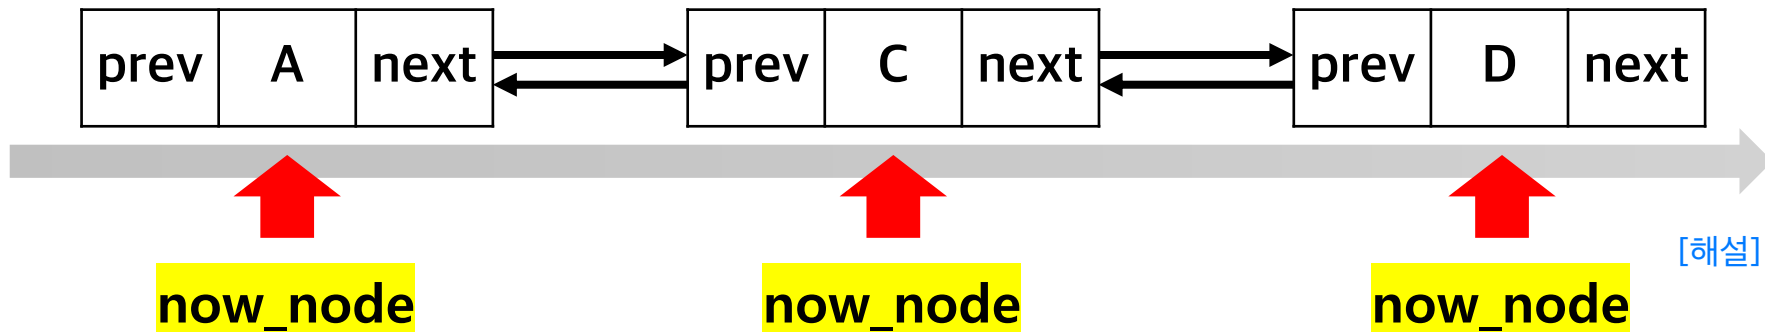 prev A next prev C next prev D next
[해설]
now_node now_node now_node